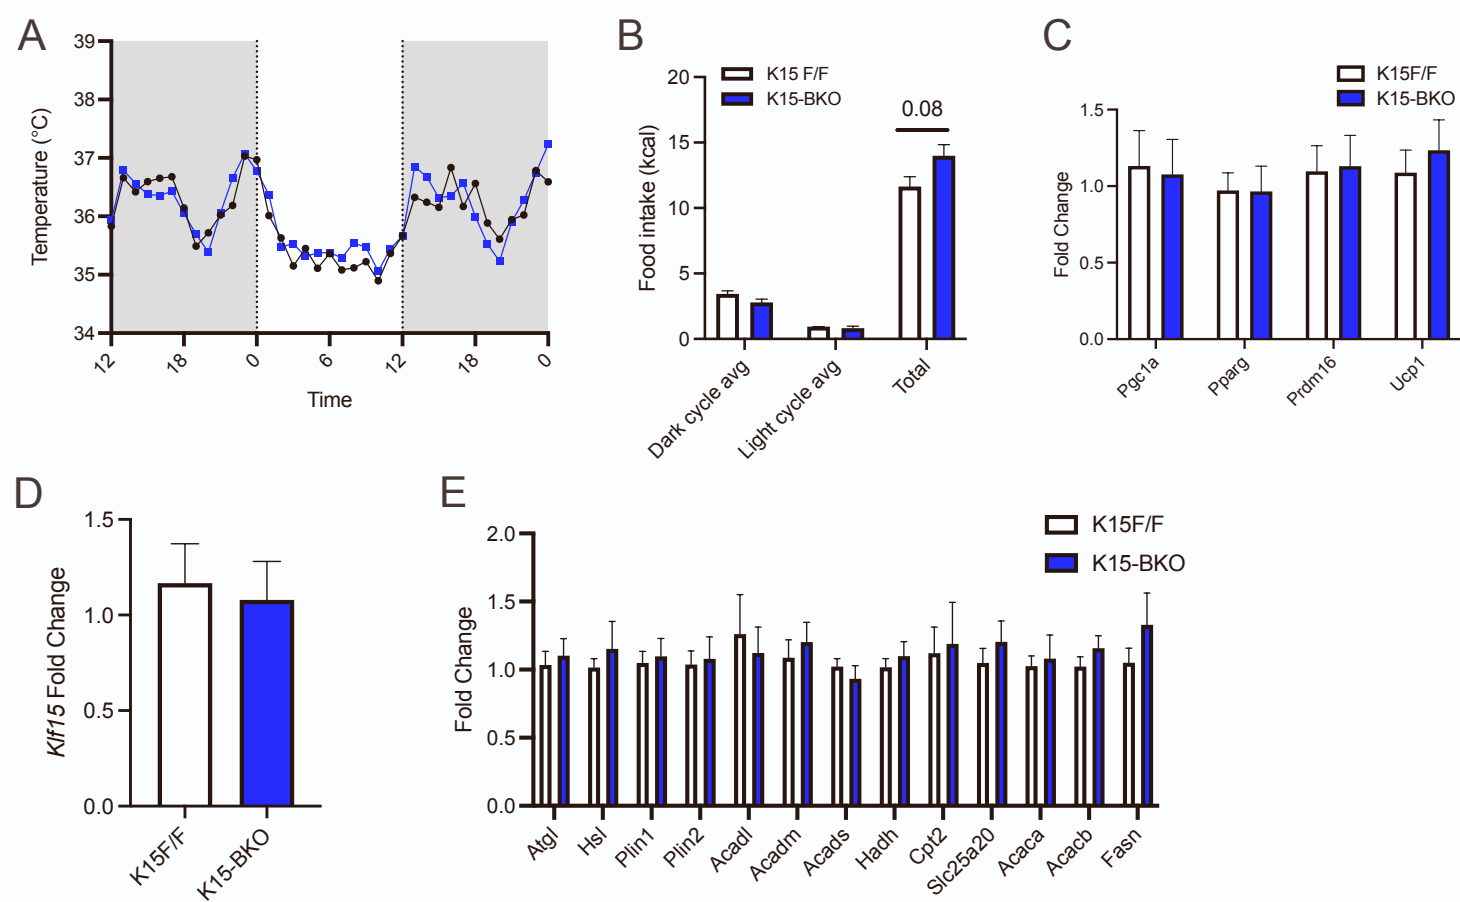 A
39
38
37
36
35
34
Temperature (°C)
12
18
0
6
12
18
0
Time
B
K15 F/F
K15-BKO
20
15
10
5
0
Food intake (kcal)
0.08
Dark cycle avg
Light cycle avg
Total
C
K15F/F
K15-BKO
1.5
1.0
0.5
0.0
Fold Change
Pgc1a
Pparg
Prdm16
Ucp1
D
1.5
1.0
0.5
0.0
Klf15 Fold Change
K15F/F
K15-BKO
E
K15F/F
K15-BKO
2.0
1.5
1.0
0.5
0.0
Fold Change
Atgl
Hsl
Plin1
Plin2
Acadl
Acadm
Acads
Hadh
Cpt2
Slc25a20
Acaca
Acacb
Fasn